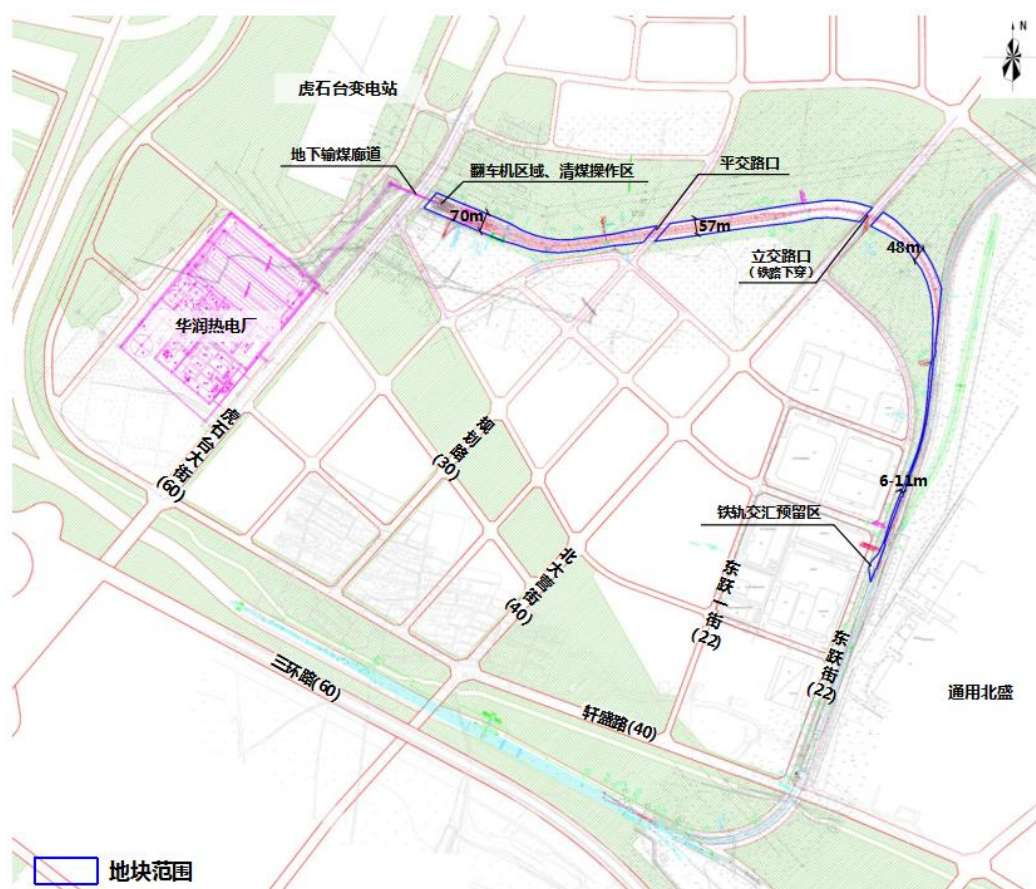 N
虎石台变电站
地下输煤廊道
翻车机区域、清煤操作区
平交路口
70m
57m
48m
立交路口
（铁路下穿）
华润热电厂
虎石台大街
(60)
规划路
(30)
6-11m
铁轨交汇预留区
北大营街
(40)
东跃一街
(22)
东跃街
(22)
三环路(60)
轩盛路(40)
通用北盛
地块范围